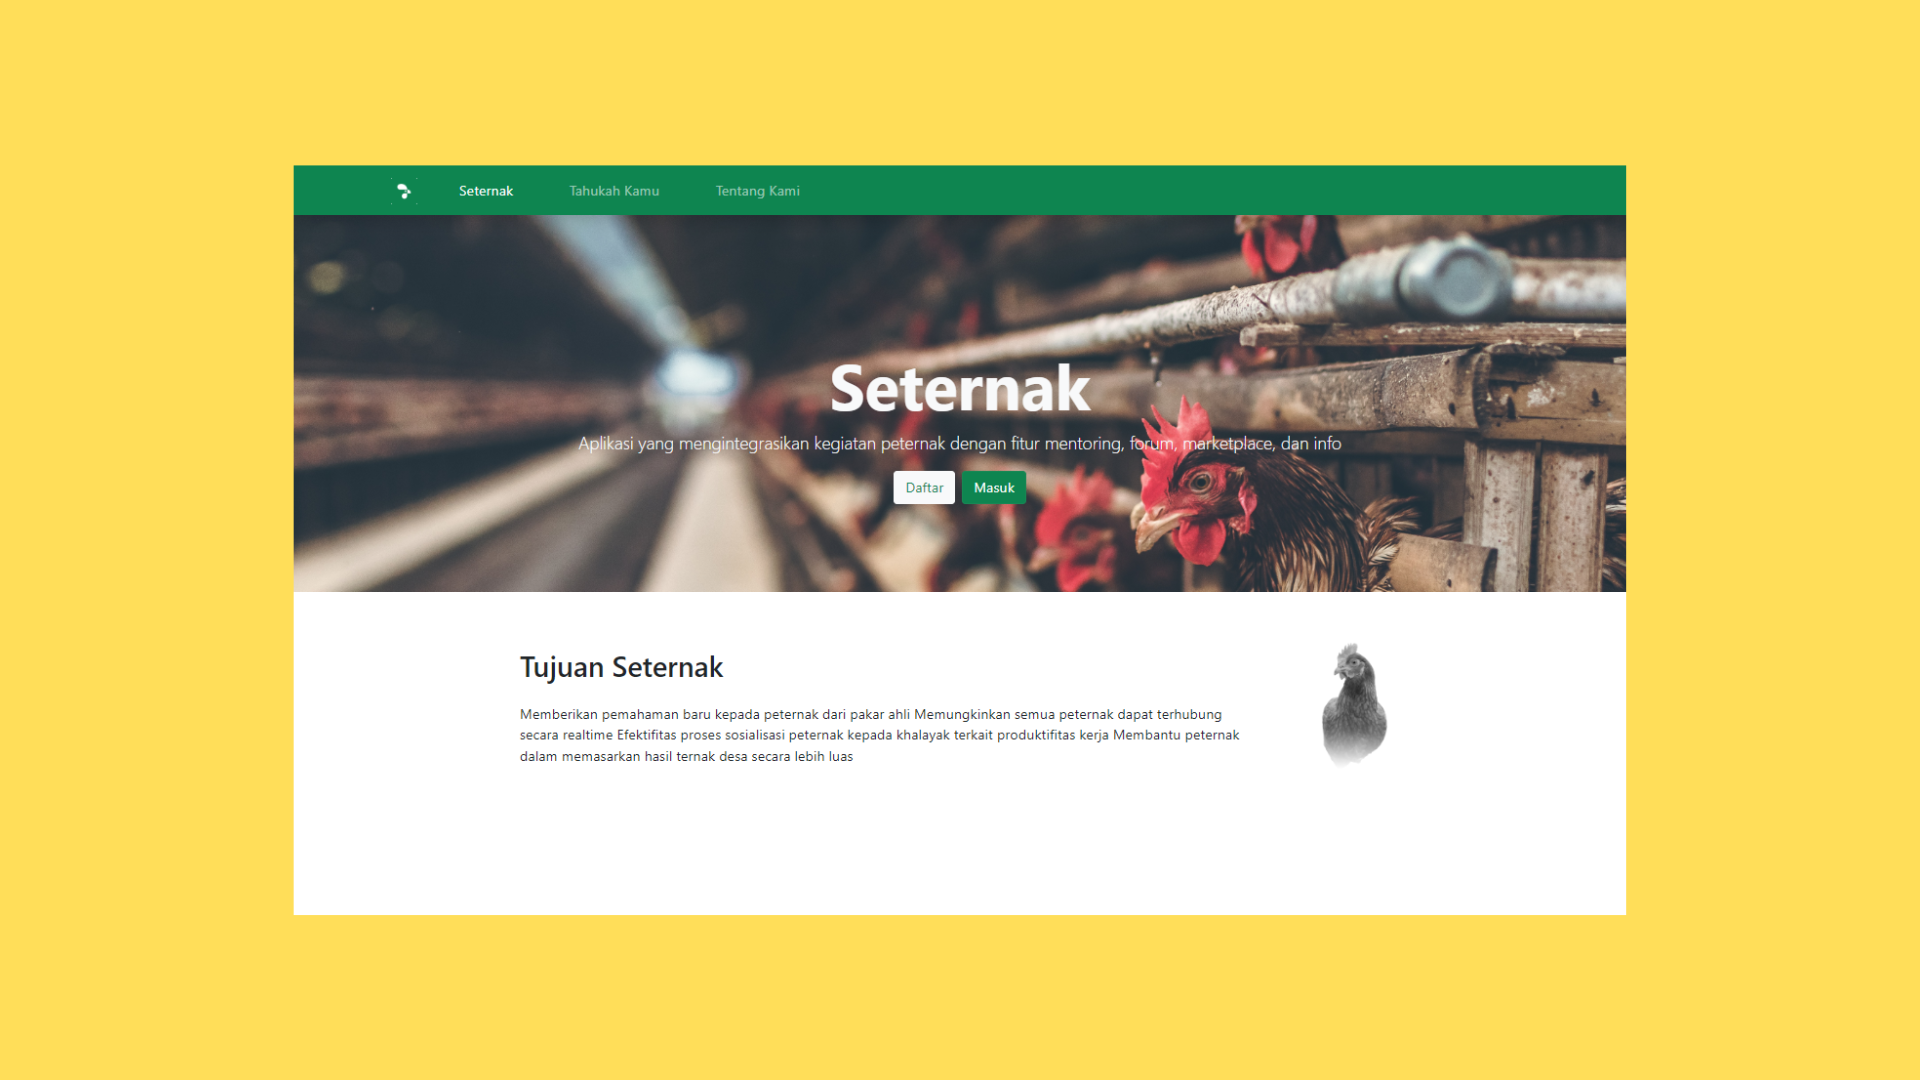 Seternak
Tahukah Kamu
Tentang Kami
Seternak
Aplikasi yang mengintegrasikan kegiatan peternak dengan fitur mentoring, forum, marketplace, dan info
Daftar
Masuk
Tujuan Seternak
Memberikan pemahaman baru kepada peternak dari pakar ahli Memungkinkan semua peternak dapat terhubung
secara realtime Efektifitas proses sosialisasi peternak kepada khalayak terkait produktifitas kerja Membantu peternak
dalam memasarkan hasil ternak desa secara lebih luas